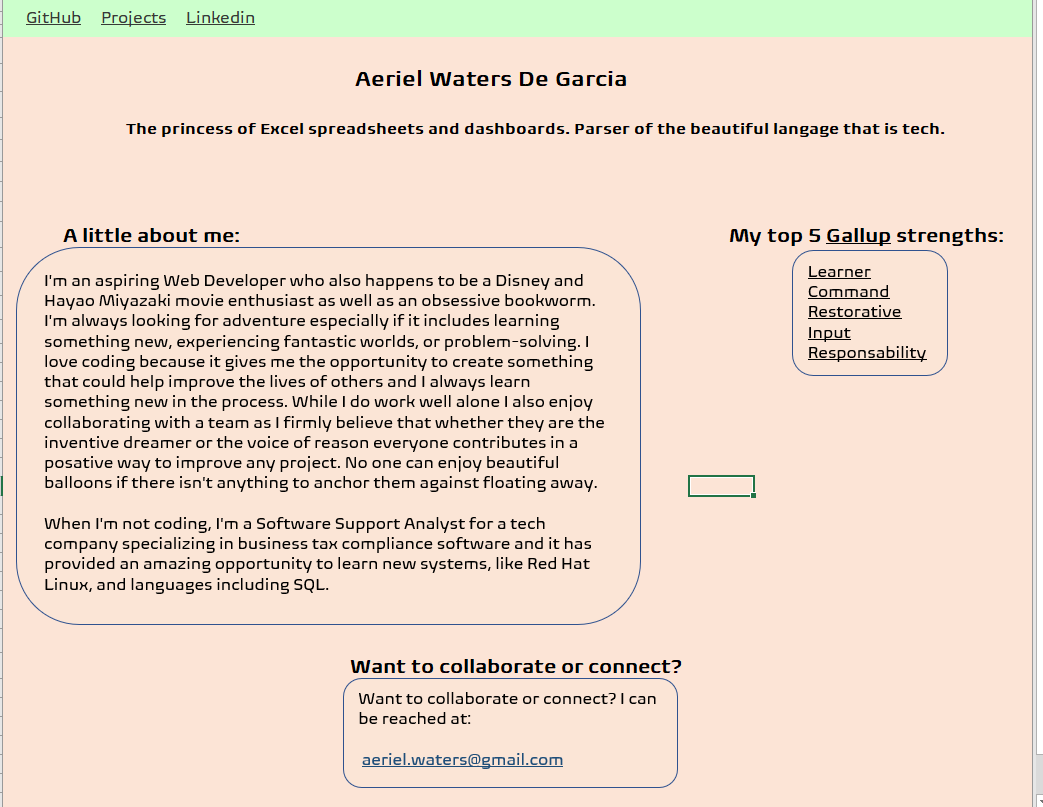 GitHub Projects Linkedin
Aeriel Waters De Garcia
The princess of Excel spreadsheets and dashboards. Parser of the beautiful langage that is tech.
A little about me:
I'm an aspiring Web Developer who also happens to be a Disney and
Hayao Miyazaki movie enthusiast as well as an obsessive bookworm.
I'm always looking for adventure especially if it includes learning
something new, experiencing fantastic worlds, or problem-solving. I
love coding because it gives me the opportunity to create something
that could help improve the lives of others and I always learn
something new in the process. While I do work well alone I also enjoy
collaborating with a team as I firmly believe that whether they are the
inventive dreamer or the voice of reason everyone contributes in a
posative way to improve any project. No one can enjoy beautiful
balloons if there isn't anything to anchor them against floating away.
When I'm not coding, I'm a Software Support Analyst for a tech
company specializing in business tax compliance software and it has
provided an amazing opportunity to learn new systems, like Red Hat
Linux, and languages including SQL.
My top 5 Gallup strengths:
Learner
Command
Restorative
Input
Responsability
Want to collaborate or connect?
Want to collaborate or connect? I can
be reached at:
aeriel.waters@gmail.com